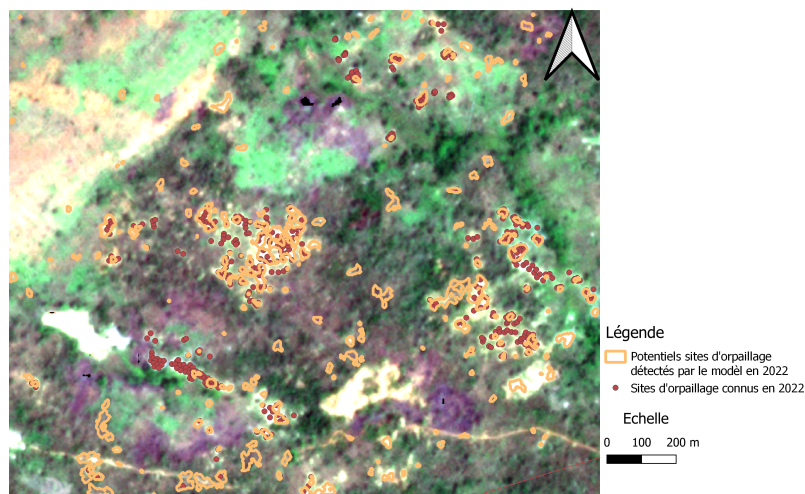 Légende
Potentiels sites d'orpaillage
détectés par le modèl en 2022
Sites d'orpaillage connus en 2022
Echelle
0 100 200 m